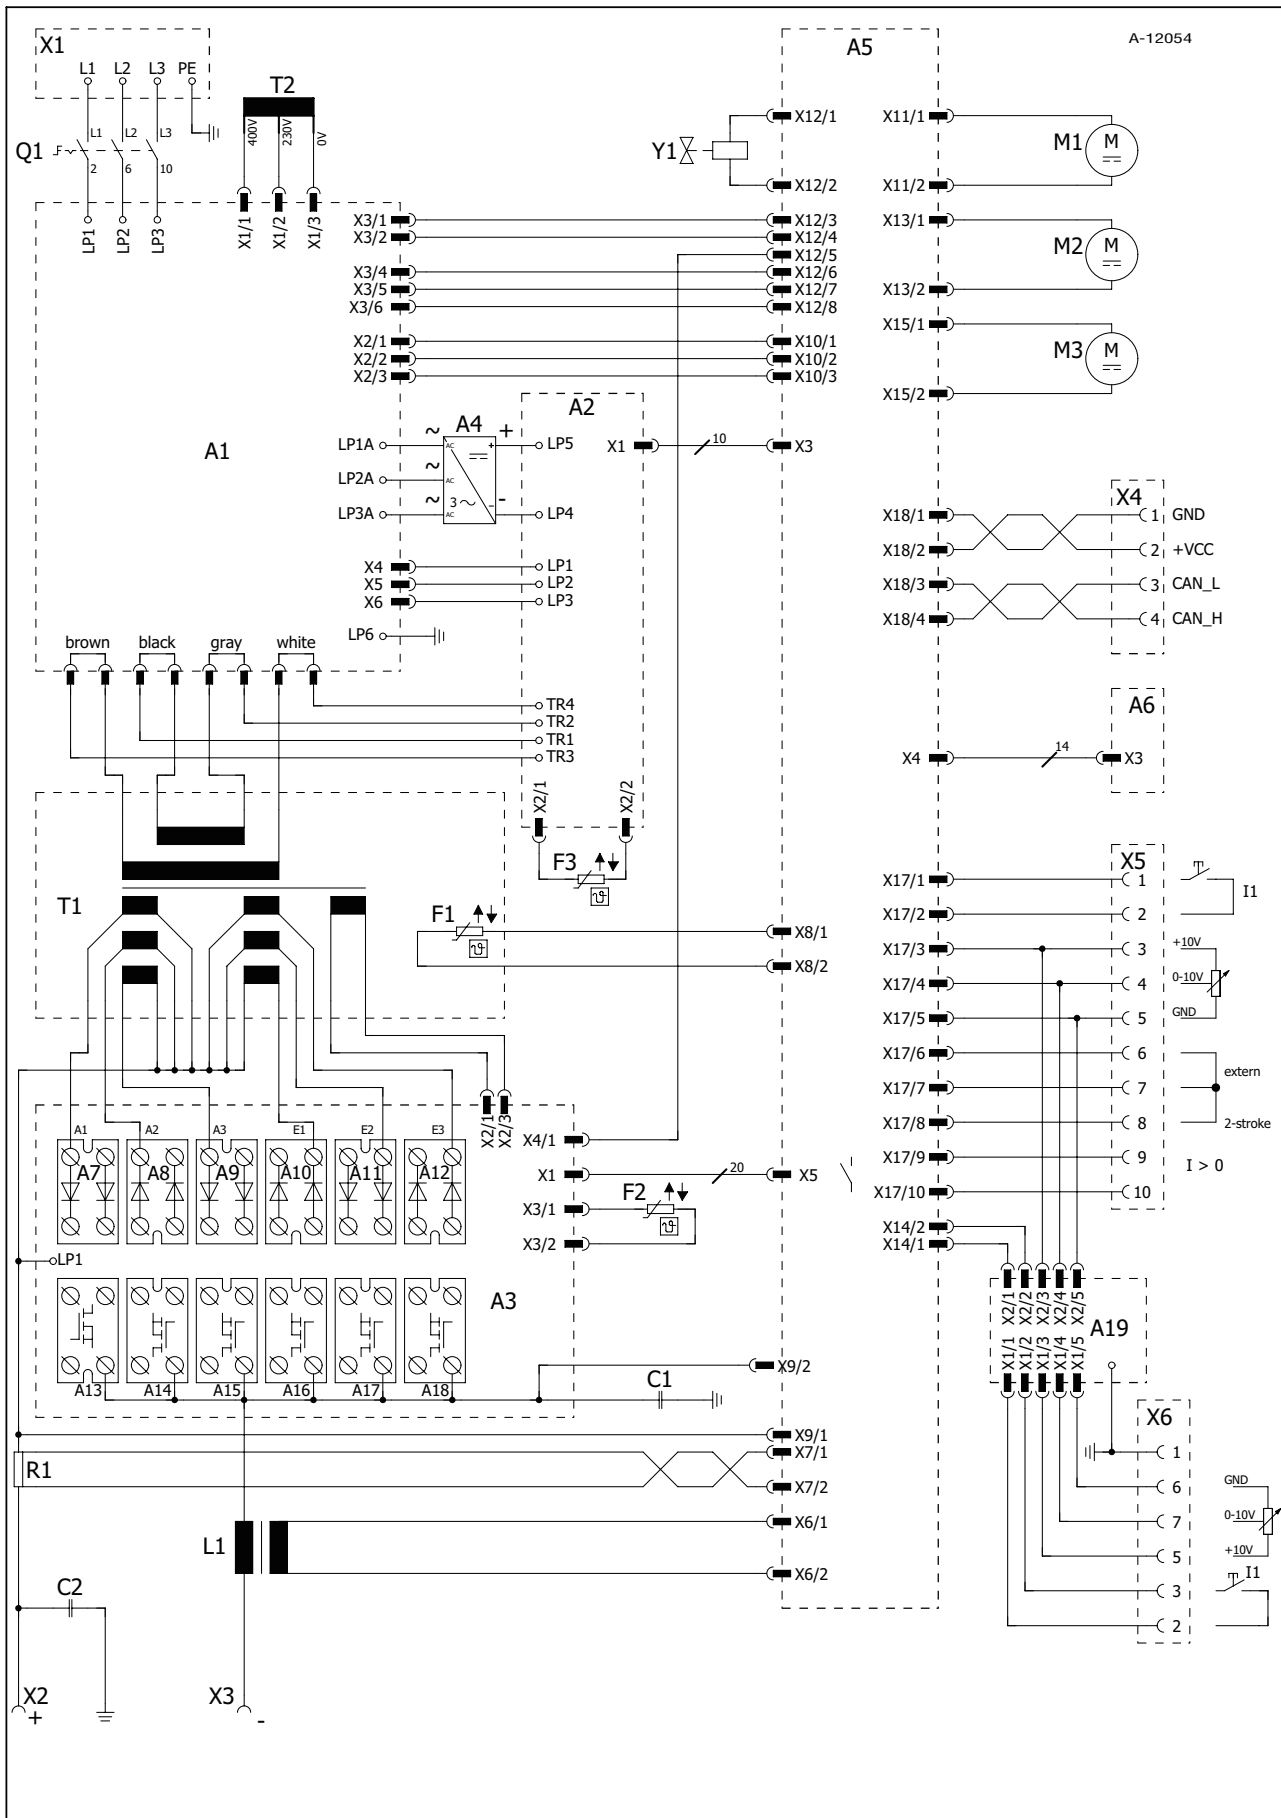 A-12054
X1
L1 L2 L3 PE
T2
400V 230V 0V
Q1
L1 L2 L3
2 6 10
LP1 LP2 LP3
X1/1 X1/2 X1/3
A1
X3/1
X3/2
X3/4
X3/5
X3/6
X2/1
X2/2
X2/3
LP1A
LP2A
LP3A
X4
X5
X6
LP6
brown black gray white
A4
~ AC + +
~ AC
~ AC 3~ - -
A2
LP5
LP4
LP1
LP2
LP3
TR4
TR2
TR1
TR3
X1
10
X2/1 X2/2
F3
ϑ
Y1
A5
X12/1
X12/2
X12/3
X12/4
X12/5
X12/6
X12/7
X12/8
X10/1
X10/2
X10/3
X3
X8/1
X8/2
X5
X9/2
X9/1
X7/1
X7/2
X6/1
X6/2
X11/1
X11/2
X13/1
X13/2
X15/1
X15/2
X18/1
X18/2
X18/3
X18/4
X4
X17/1
X17/2
X17/3
X17/4
X17/5
X17/6
X17/7
X17/8
X17/9
X17/10
X14/2
X14/1
M1 M
M2 M
M3 M
X4
1 GND
2 +VCC
3 CAN_L
4 CAN_H
A6
14
X3
X5
1
2
3
4
5
6
7
8
9
10
I1
+10V
0-10V
GND
extern
2-stroke
I > 0
T1
F1
ϑ
A1 A2 A3 E1 E2 E3
A7 A8 A9 A10 A11 A12
X2/1 X2/3
X4/1
X1
20
X3/1
X3/2
F2
ϑ
LP1
A3
A13 A14 A15 A16 A17 A18
C1
R1
L1
C2
X2
+
X3
-
X2/1 X2/2 X2/3 X2/4 X2/5
A19
X1/1 X1/2 X1/3 X1/4 X1/5
X6
1
6
7
5
3
2
GND
0-10V
+10V
I1